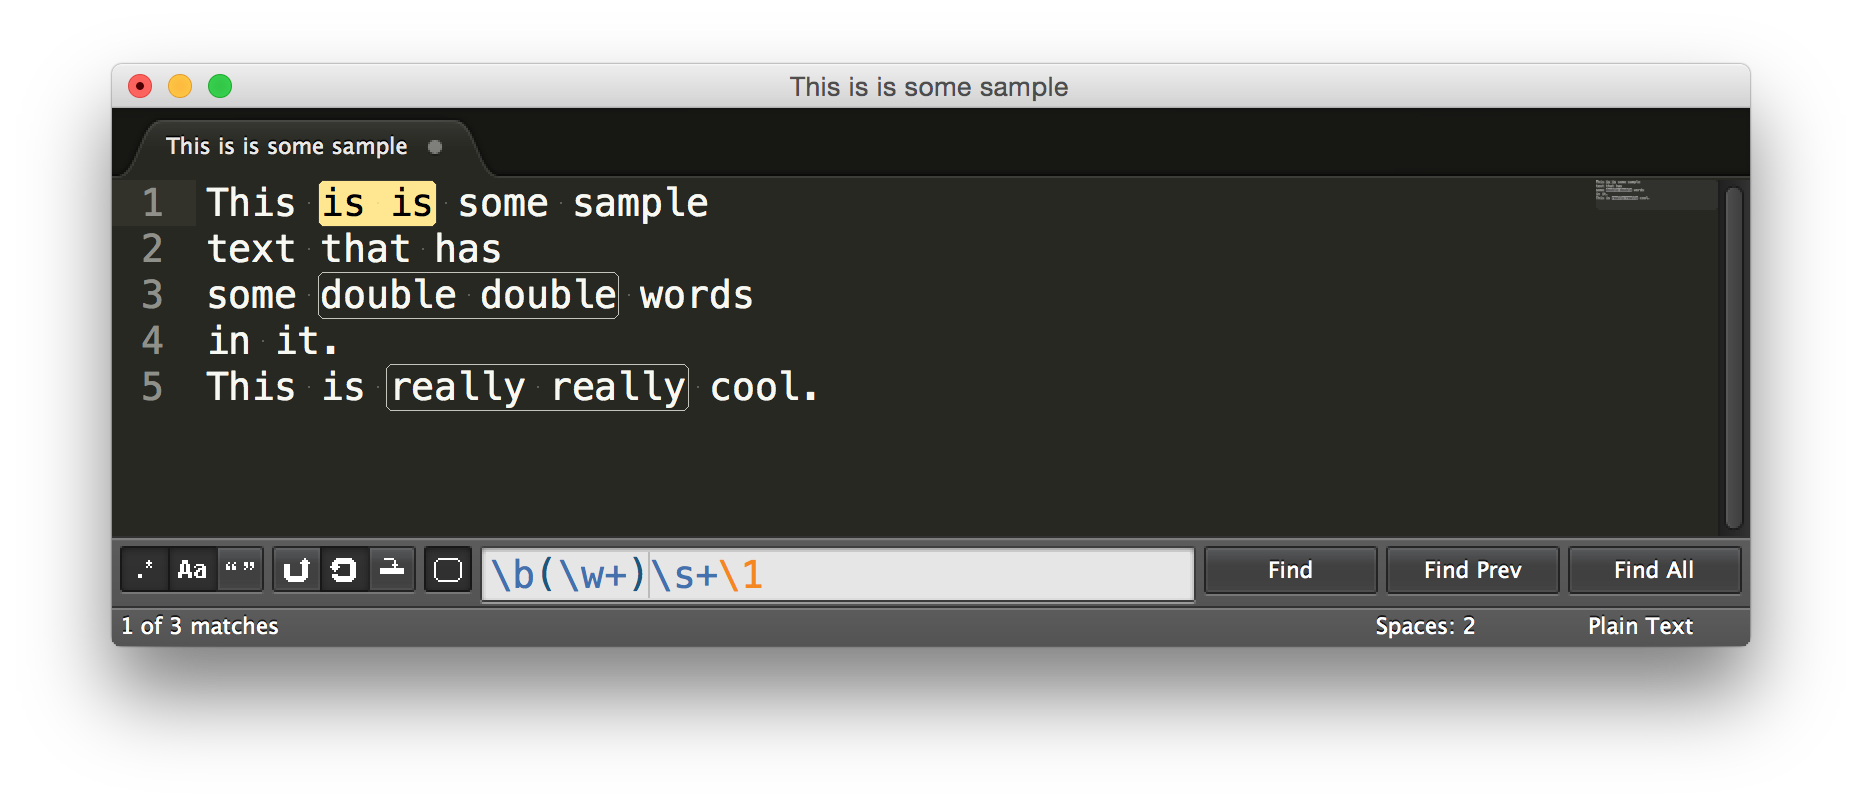 This is is some sample
This is is some sample
1 This is is some sample
2 text that has
3 some double double words
4 in it.
5 This is really really cool.
.* Aa “” \b(\w+)\s+\1 Find Find Prev Find All
1 of 3 matches Spaces: 2 Plain Text